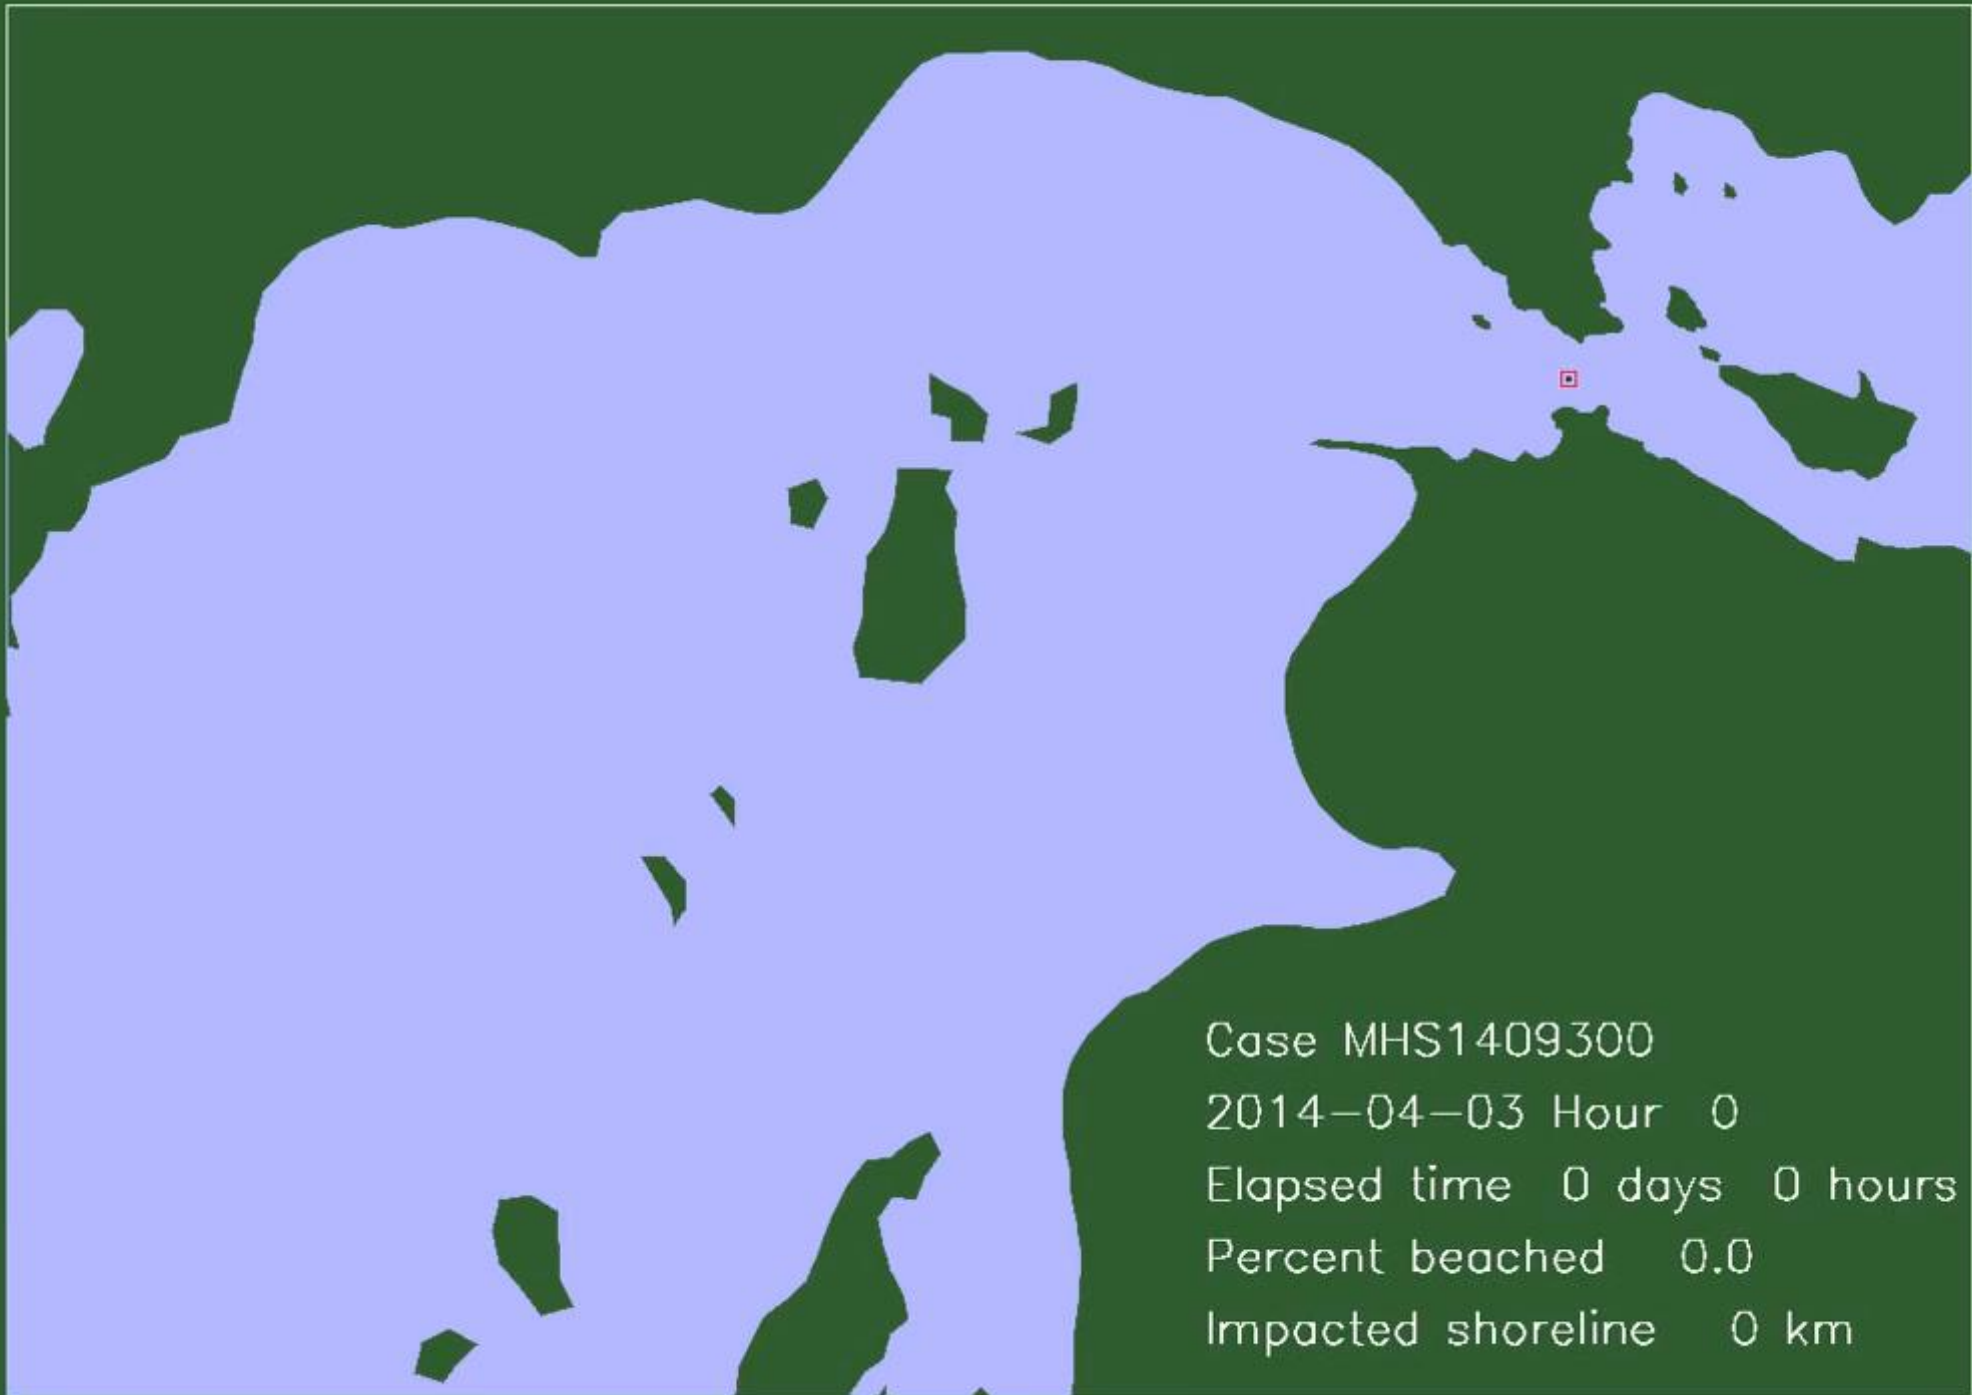 Case MHS1409300
2014-04-03 Hour 0
Elapsed time 0 days 0 hours
Percent beached 0.0
Impacted shoreline 0 km